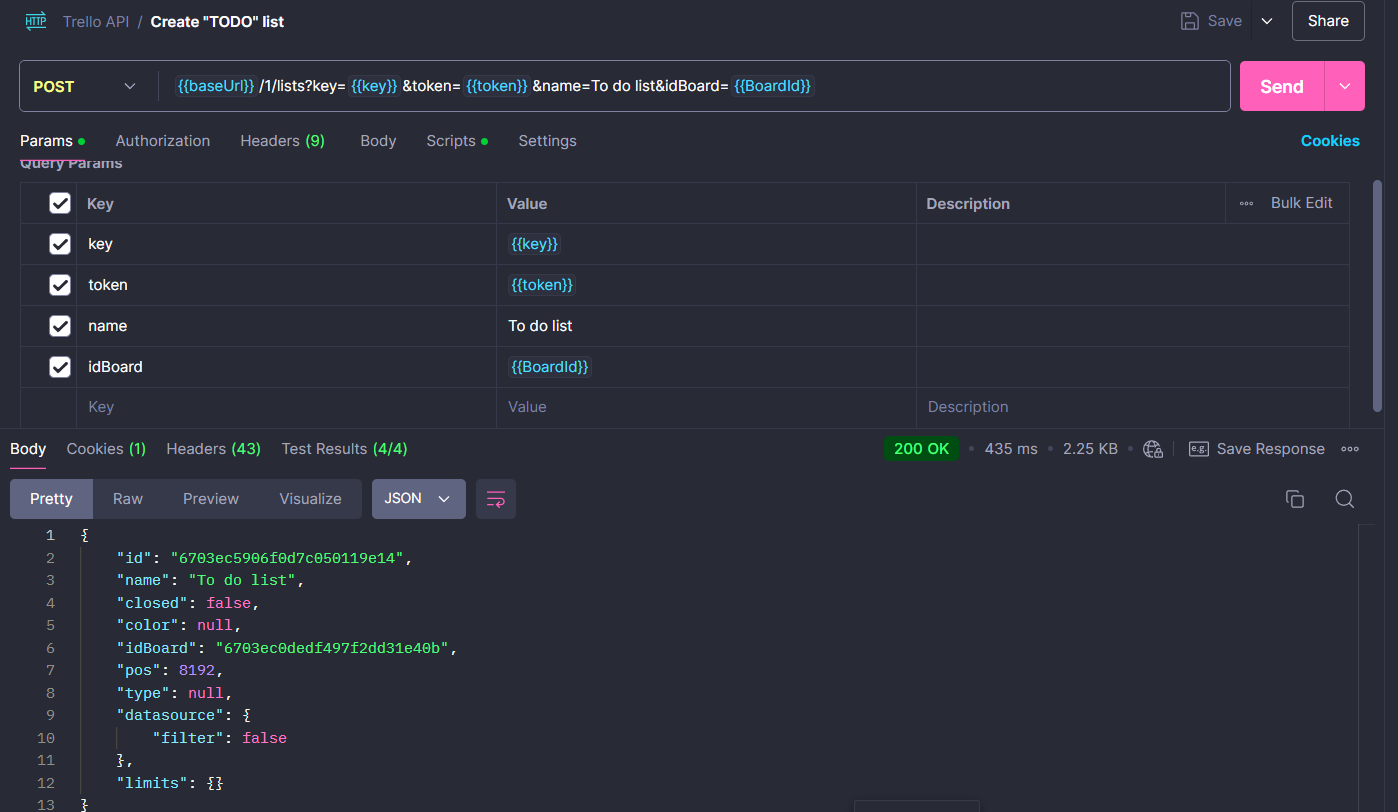 HTTP Trello API / Create "TODO" list Save Share
POST {{baseUrl}} /1/lists?key= {{key}} &token= {{token}} &name=To do list&idBoard= {{BoardId}} Send
Params Authorization Headers (9) Body Scripts Settings Cookies
Query Params
Key Value Description Bulk Edit
key {{key}}
token {{token}}
name To do list
idBoard {{BoardId}}
Key Value Description
Body Cookies (1) Headers (43) Test Results (4/4) 200 OK 435 ms 2.25 KB e.g. Save Response
Pretty Raw Preview Visualize JSON
1 {
2 "id": "6703ec5906f0d7c050119e14",
3 "name": "To do list",
4 "closed": false,
5 "color": null,
6 "idBoard": "6703ec0dedf497f2dd31e40b",
7 "pos": 8192,
8 "type": null,
9 "datasource": {
10 "filter": false
11 },
12 "limits": {}
13 }